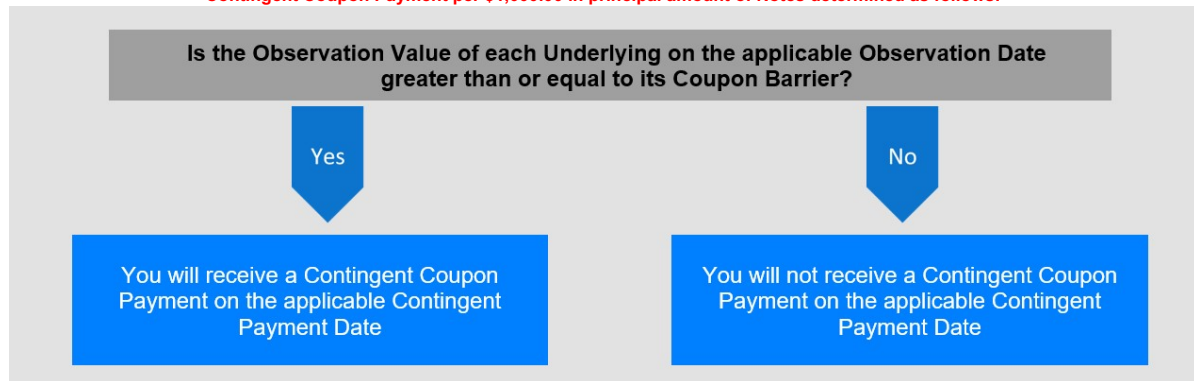 Is the Observation Value of each Underlying on the applicable Observation Date
greater than or equal to its Coupon Barrier?
Yes
No
You will receive a Contingent Coupon
Payment on the applicable Contingent
Payment Date
You will not receive a Contingent Coupon
Payment on the applicable Contingent
Payment Date